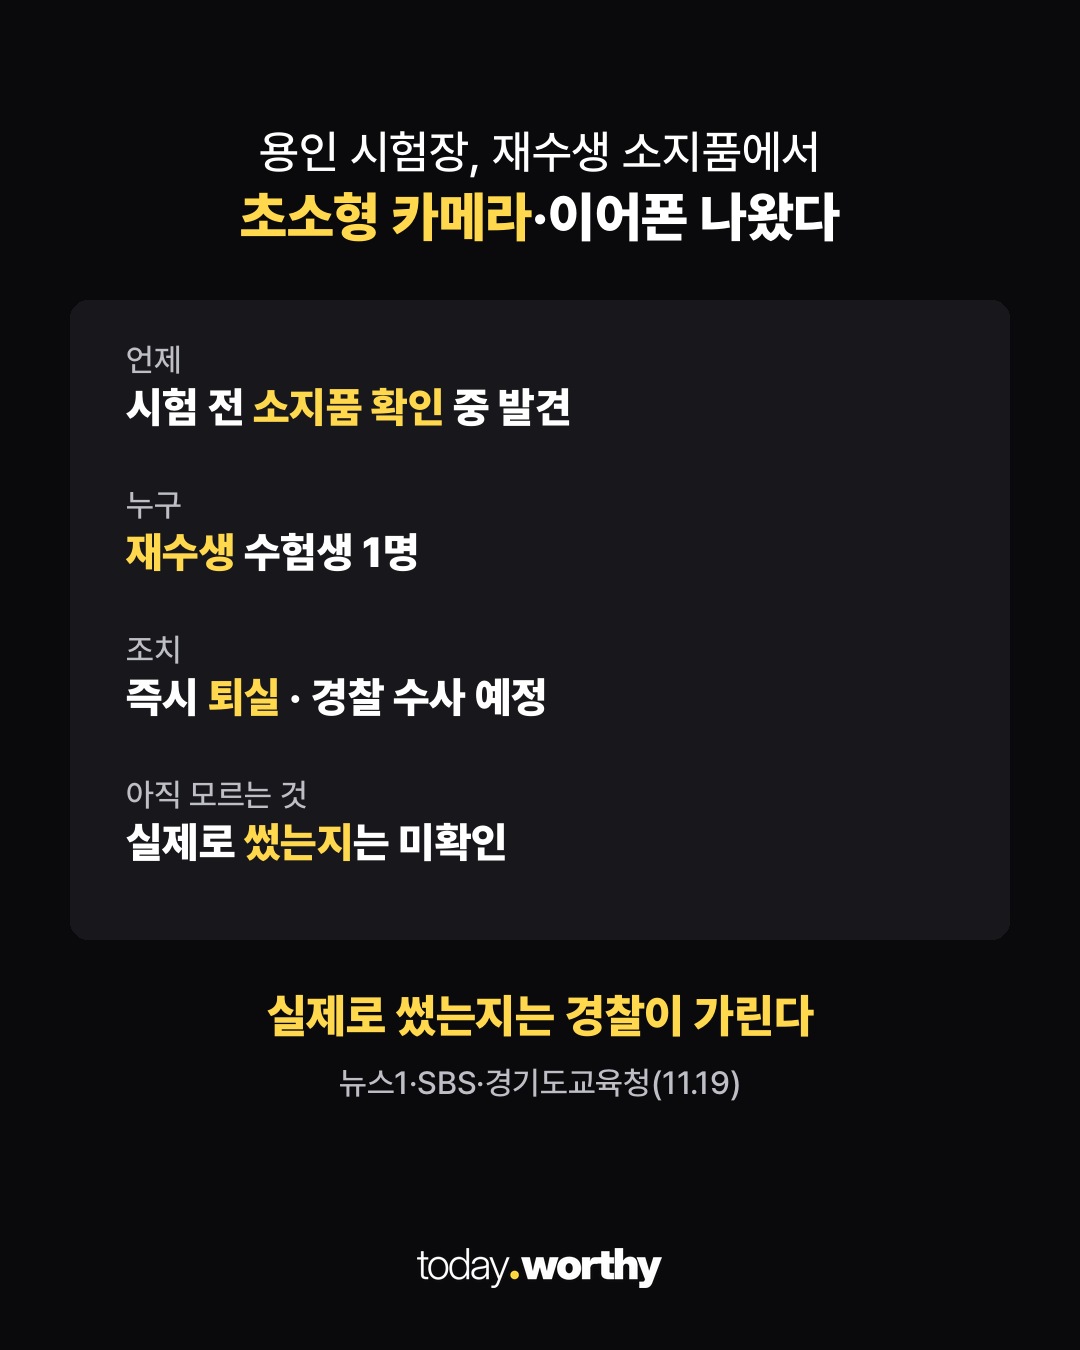 용인 시험장, 재수생 소지품에서
초소형 카메라·이어폰 나왔다
언제
시험 전 소지품 확인 중 발견
누구
재수생 수험생 1명
조치
즉시 퇴실 · 경찰 수사 예정
아직 모르는 것
실제로 썼는지는 미확인
실제로 썼는지는 경찰이 가린다
뉴스1·SBS·경기도교육청(11.19)
today.worthy